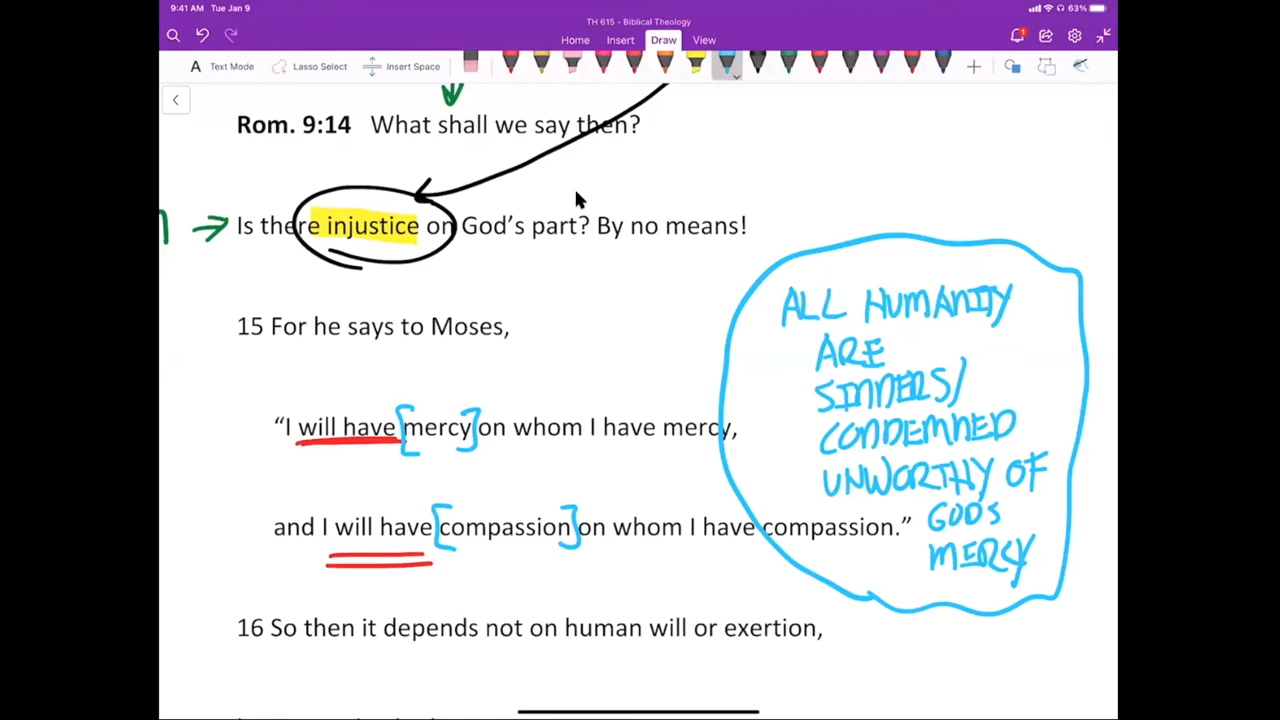 9:41 AM Tue Jan 9
63%
TH 615 - Biblical Theology
Home Insert Draw View
1
A Text Mode Lasso Select Insert Space
Rom. 9:14 What shall we say then?
Is there injustice on God’s part? By no means!
15 For he says to Moses,
“I will have [mercy] on whom I have mercy,
and I will have [compassion] on whom I have compassion.”
16 So then it depends not on human will or exertion,
ALL HUMANITY
ARE
SINNERS/
CONDEMNED
UNWORTHY OF
GODS
MERCY